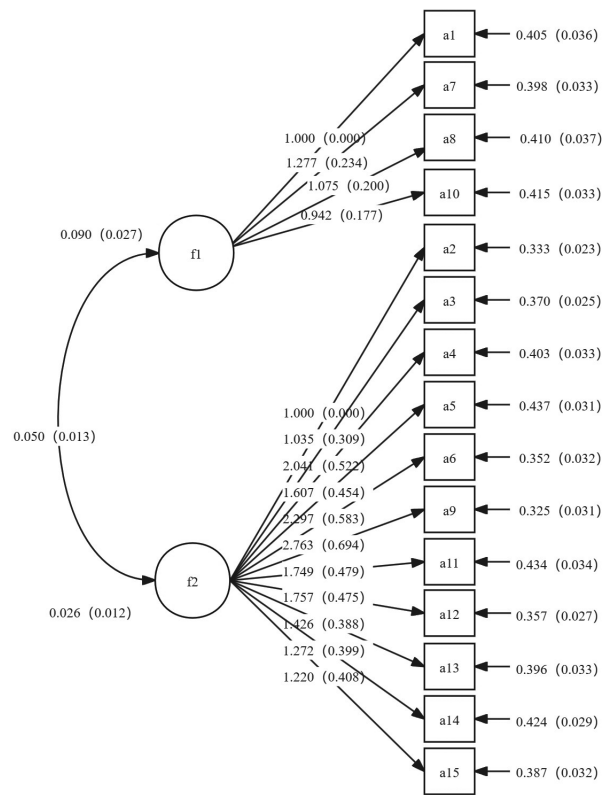 a1
0.405 (0.036)
a7
0.398 (0.033)
1.000 (0.000)
a8
0.410 (0.037)
1.277 (0.234)
1.075 (0.200)
a10
0.415 (0.033)
0.942 (0.177)
0.090 (0.027)
f1
a2
0.333 (0.023)
a3
0.370 (0.025)
a4
0.403 (0.033)
1.000 (0.000)
a5
0.437 (0.031)
0.050 (0.013)
1.035 (0.309)
a6
0.352 (0.032)
2.041 (0.522)
1.607 (0.454)
a9
0.325 (0.031)
2.297 (0.583)
2.763 (0.694)
a11
0.434 (0.034)
1.749 (0.479)
f2
1.757 (0.475)
a12
0.357 (0.027)
0.026 (0.012)
1.426 (0.388)
1.272 (0.399)
a13
0.396 (0.033)
1.220 (0.408)
a14
0.424 (0.029)
a15
0.387 (0.032)